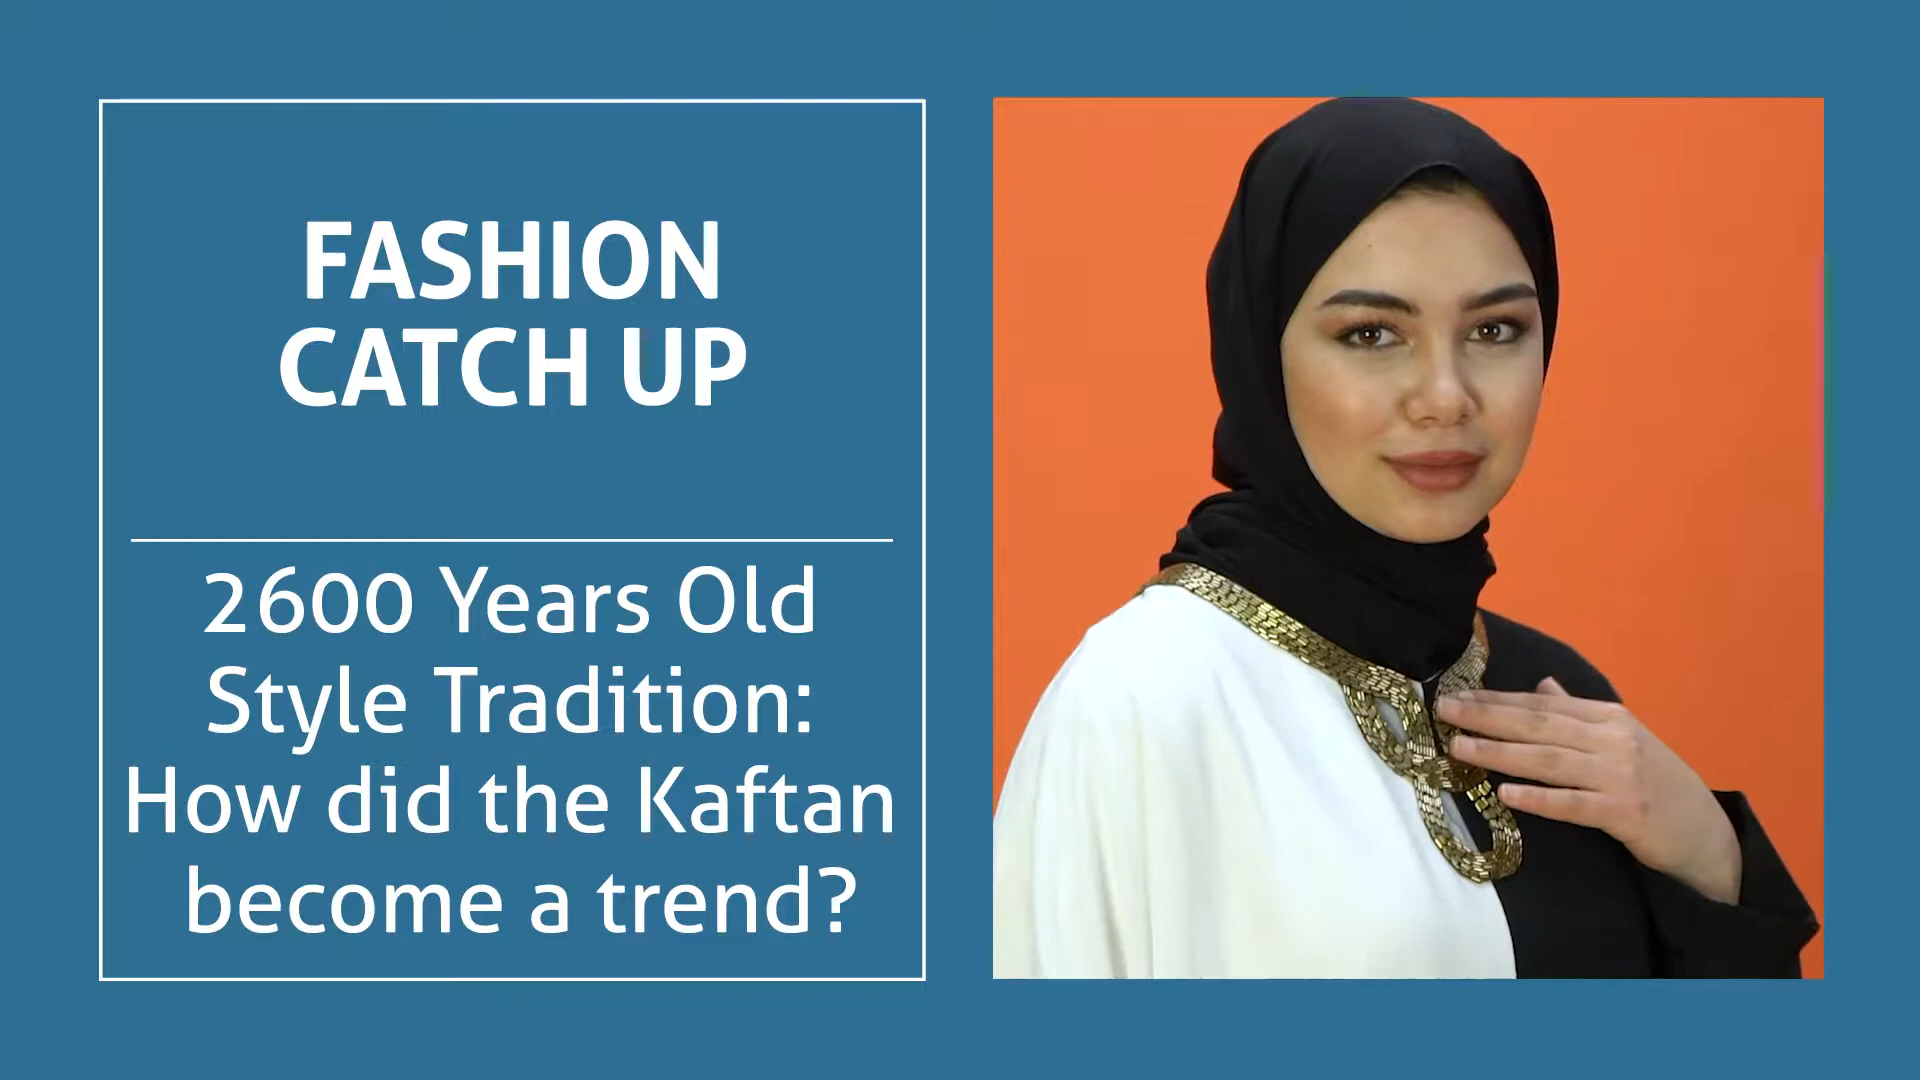 FASHION
CATCH UP
2600 Years Old
Style Tradition:
How did the Kaftan
become a trend?